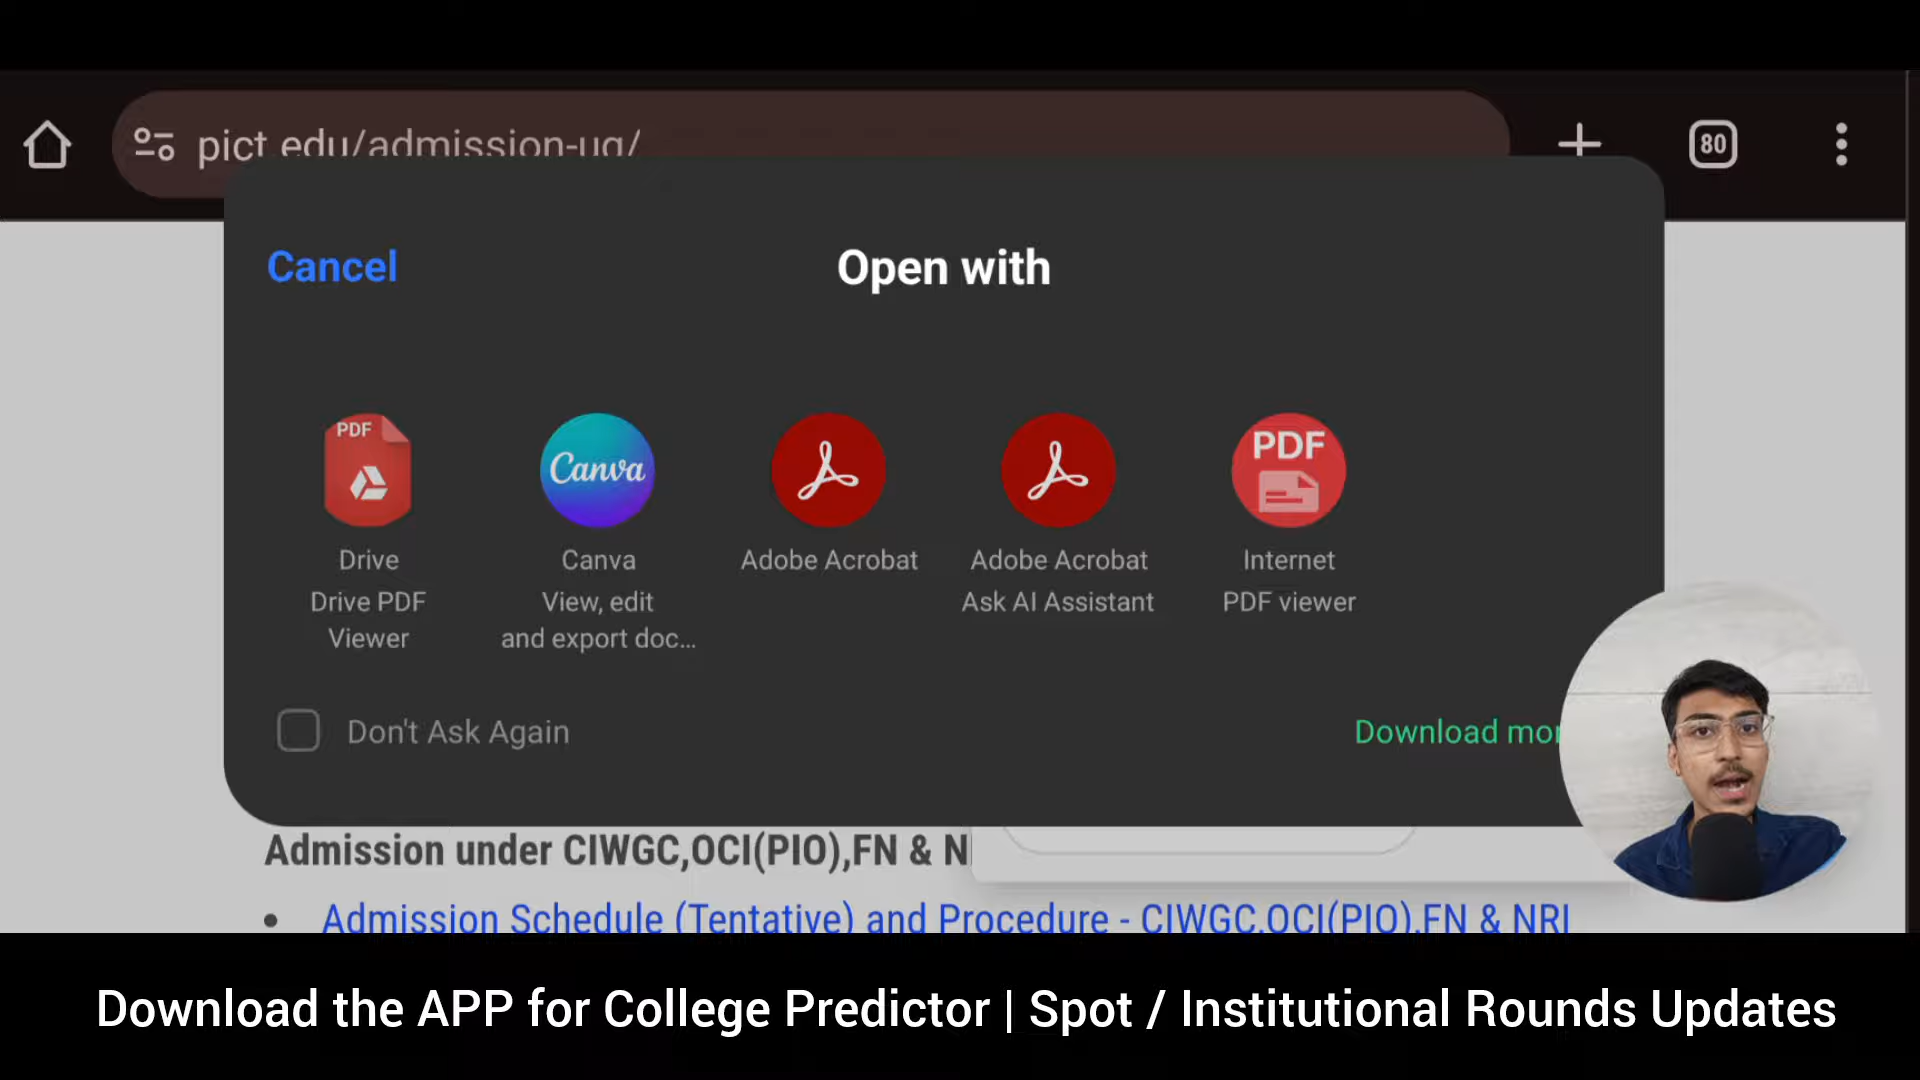 pict.edu/admission-ug/
80
Cancel
Open with
PDF
Canva
PDF
Drive
Drive PDF
Viewer
Canva
View, edit
and export doc...
Adobe Acrobat
Adobe Acrobat
Ask AI Assistant
Internet
PDF viewer
Don't Ask Again
Download mor
Admission under CIWGC,OCI(PIO),FN & N
Admission Schedule (Tentative) and Procedure - CIWGC,OCI(PIO),FN & NRI
Download the APP for College Predictor | Spot / Institutional Rounds Updates